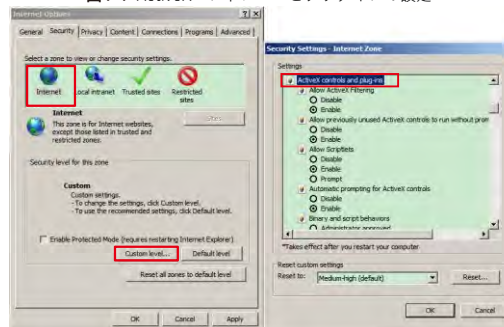 Internet Options
General Security Privacy Content Connections Programs Advanced
Select a zone to view or change security settings.
Internet
Local intranet
Trusted sites
Restricted sites
Internet
This zone is for Internet websites,
except those listed in trusted and
restricted zones.
Sites
Security level for this zone
Custom
Custom settings.
- To change the settings, click Custom level.
- To use the recommended settings, click Default level.
Enable Protected Mode (requires restarting Internet Explorer)
Custom level...
Default level
Reset all zones to default level
OK
Cancel
Apply
Security Settings - Internet Zone
Settings
ActiveX controls and plug-ins
Allow ActiveX Filtering
Disable
Enable
Allow previously unused ActiveX controls to run without prom
Disable
Enable
Allow Scriptlets
Disable
Enable
Prompt
Automatic prompting for ActiveX controls
Disable
Enable
Binary and script behaviors
Administrator approved
*Takes effect after you restart your computer
Reset custom settings
Reset to:
Medium-high (default)
Reset...
OK
Cancel